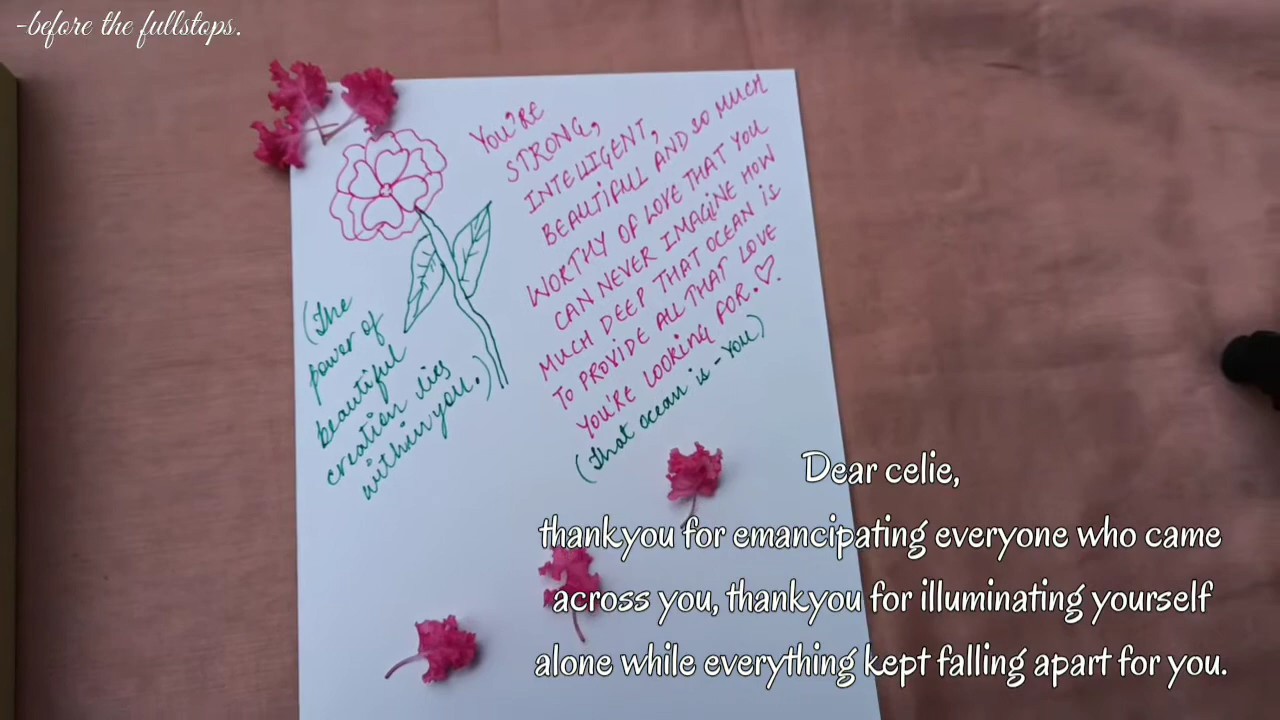 -before the fullstops.
YOU'RE
STRONG,
INTELLIGENT,
BEAUTIFUL AND SO MUCH
WORTHY OF LOVE THAT YOU
CAN NEVER IMAGINE HOW
MUCH DEEP THAT OCEAN IS
TO PROVIDE ALL THAT LOVE
YOU'RE LOOKING FOR. ♡.
(that ocean is - YOU)
(The
power of
beautiful
creation lies
within you.)
Dear celie,
thankyou for emancipating everyone who came
across you, thankyou for illuminating yourself
alone while everything kept falling apart for you.